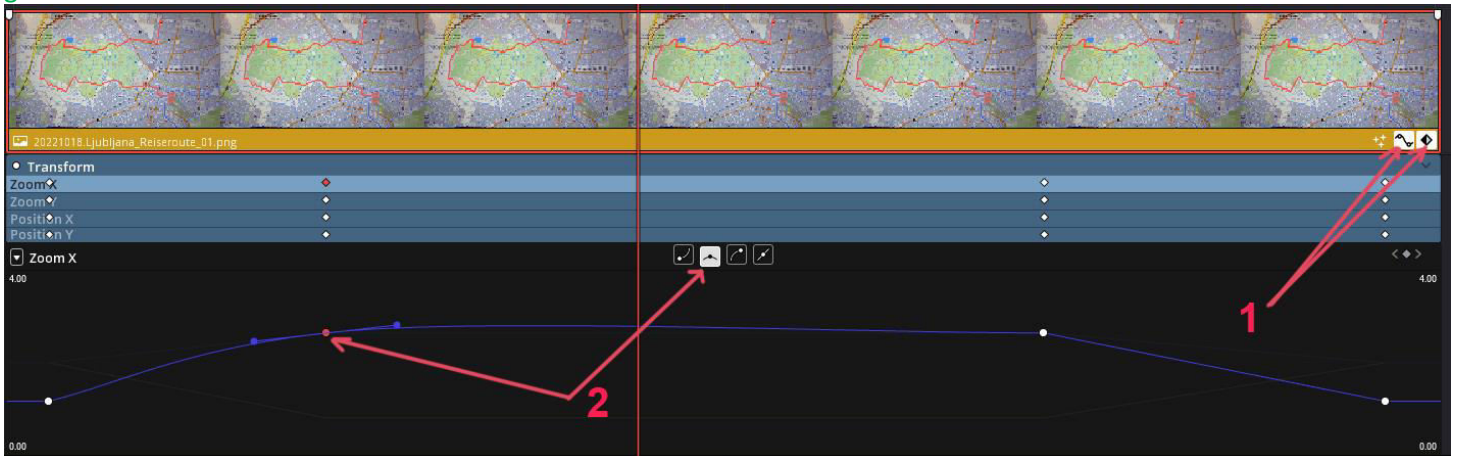 20221018.Ljubljana_Reiseroute_01.png
Transform
Zoom X
Zoom Y
Position X
Position Y
Zoom X
4.00
4.00
1
2
0.00
0.00